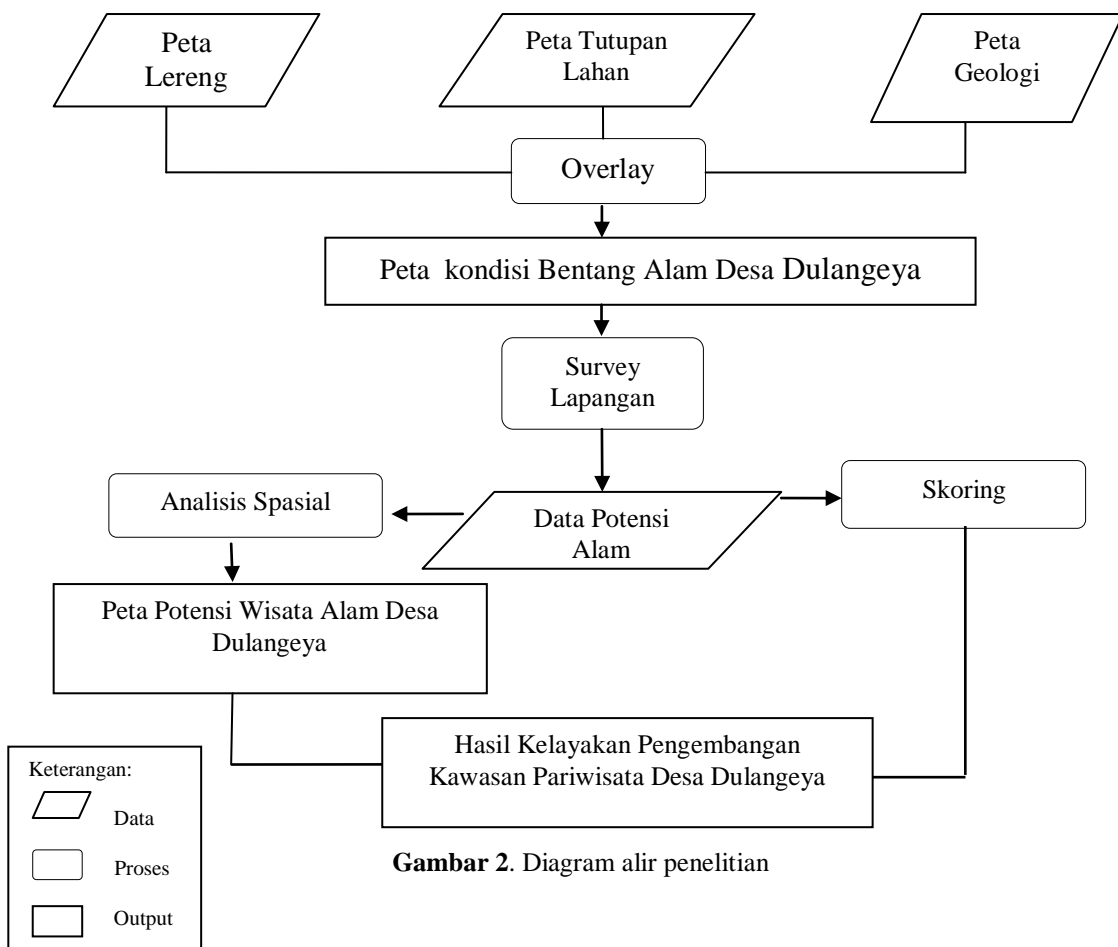 Peta
Lereng
Peta Tutupan
Lahan
Peta
Geologi
Overlay
Peta kondisi Bentang Alam Desa Dulangeya
Survey
Lapangan
Analisis Spasial
Data Potensi
Alam
Skoring
Peta Potensi Wisata Alam Desa
Dulangeya
Hasil Kelayakan Pengembangan
Kawasan Pariwisata Desa Dulangeya
Keterangan:
Data
Proses
Output
Gambar 2. Diagram alir penelitian